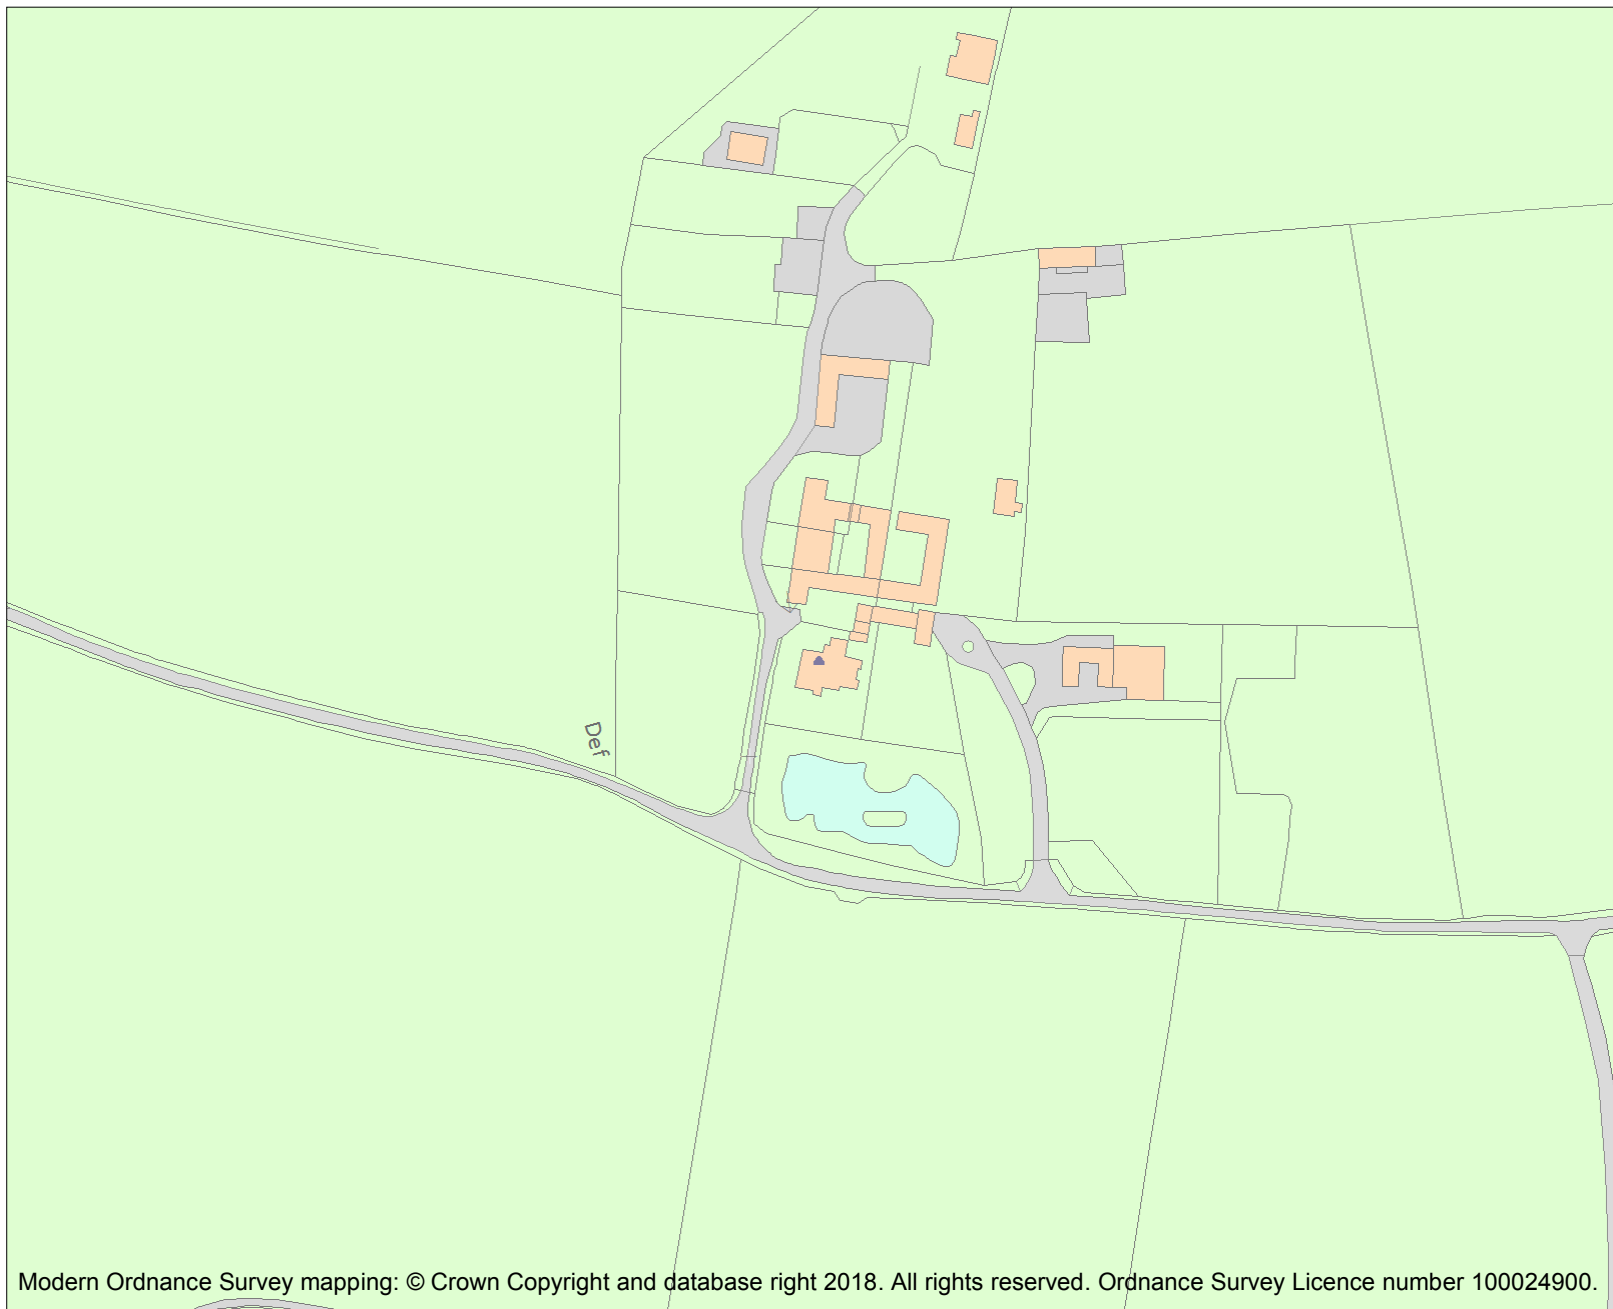 Def
Modern Ordnance Survey mapping: © Crown Copyright and database right 2018. All rights reserved. Ordnance Survey Licence number 100024900.